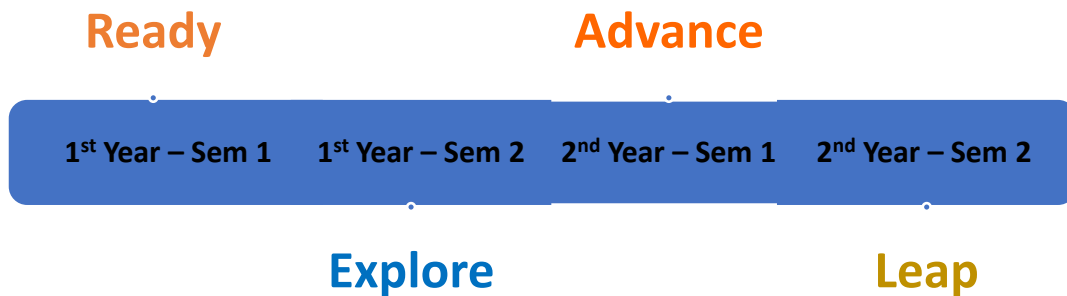 Ready Advance
1st Year – Sem 1 1st Year – Sem 2 2nd Year – Sem 1 2nd Year – Sem 2
Explore Leap